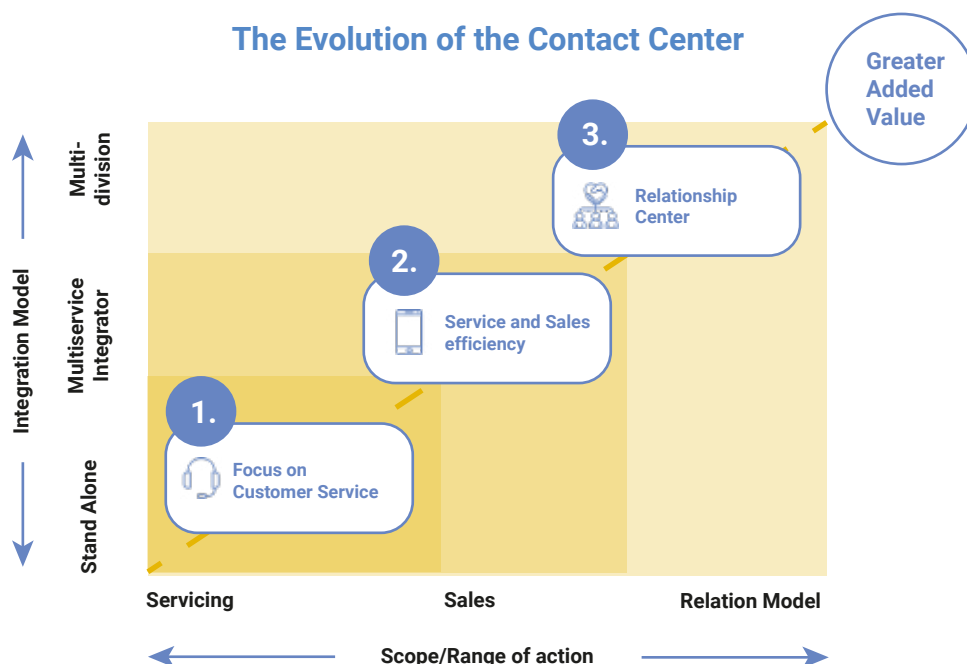 The Evolution of the Contact Center
Greater
Added
Value
Integration Model
Multi-
division
Multiservice
Integrator
Stand Alone
3.
Relationship
Center
2.
Service and Sales
efficiency
1.
Focus on
Customer Service
Servicing
Sales
Relation Model
Scope/Range of action